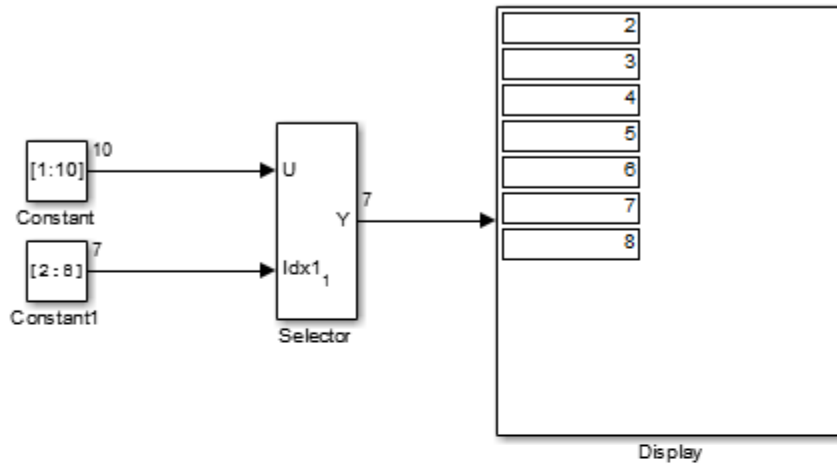 10
[1:10]
Constant
7
[2:8]
Constant1
U
Y
Idx1 1
Selector
7
2
3
4
5
6
7
8
Display